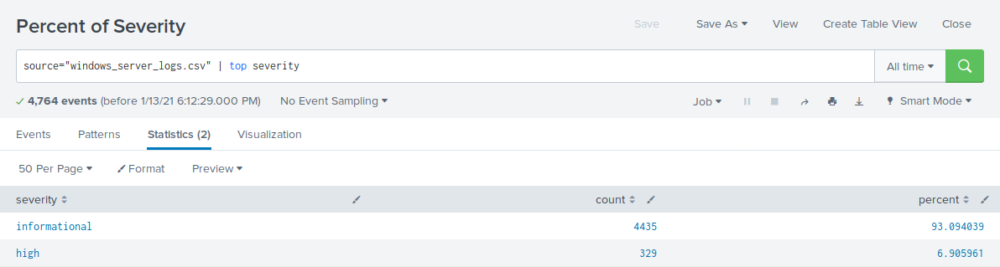 Percent of Severity
Save Save As View Create Table View Close
source="windows_server_logs.csv" | top severity
All time
4,764 events (before 1/13/21 6:12:29.000 PM) No Event Sampling
Job Smart Mode
Events Patterns Statistics (2) Visualization
50 Per Page Format Preview
severity count percent
informational 4435 93.094039
high 329 6.905961